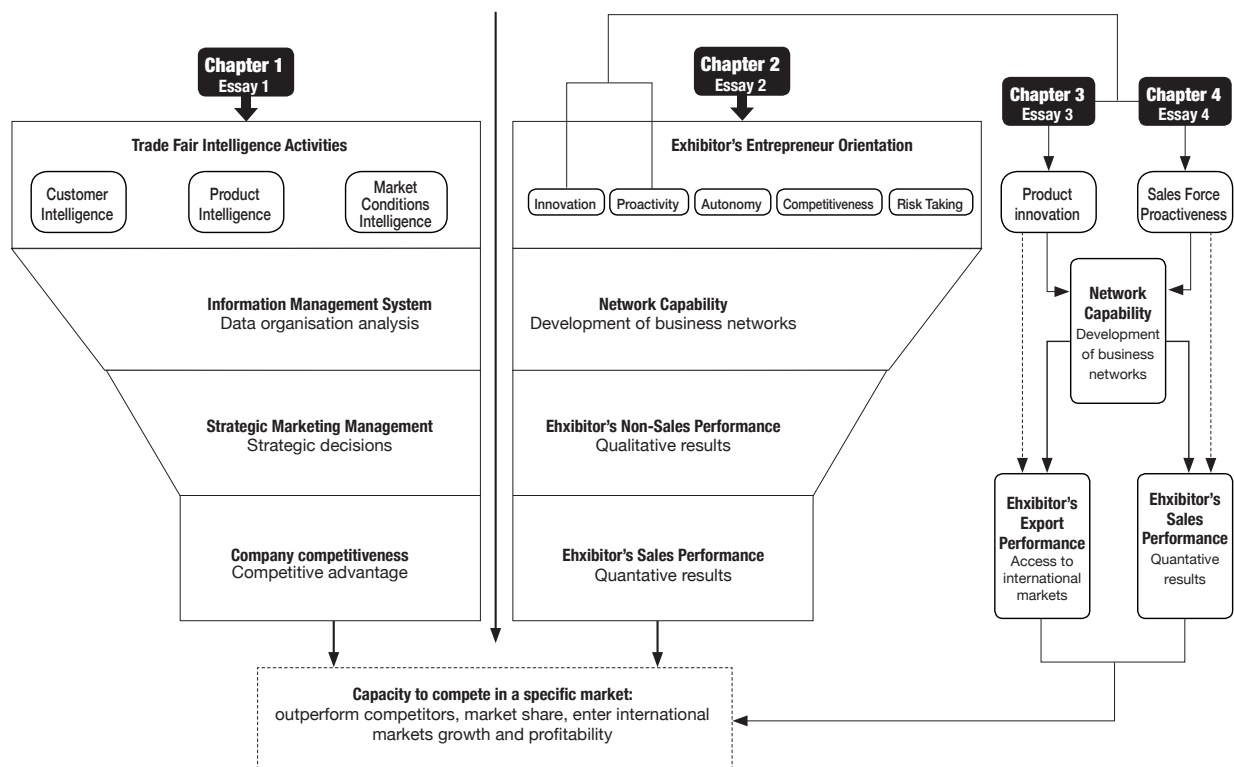 Chapter 1
Essay 1
Trade Fair Intelligence Activities
Customer
Intelligence
Product
Intelligence
Market
Conditions
Intelligence
Information Management System
Data organisation analysis
Strategic Marketing Management
Strategic decisions
Company competitiveness
Competitive advantage
Chapter 2
Essay 2
Exhibitor's Entrepreneur Orientation
Innovation
Proactivity
Autonomy
Competitiveness
Risk Taking
Network Capability
Development of business networks
Ehxibitor's Non-Sales Performance
Qualitative results
Ehxibitor's Sales Performance
Quantative results
Chapter 3
Essay 3
Chapter 4
Essay 4
Product
innovation
Sales Force
Proactiveness
Network
Capability
Development
of business
networks
Ehxibitor's
Export
Performance
Access to
international
markets
Ehxibitor's
Sales
Performance
Quantative
results
Capacity to compete in a specific market:
outperform competitors, market share, enter international
markets growth and profitability